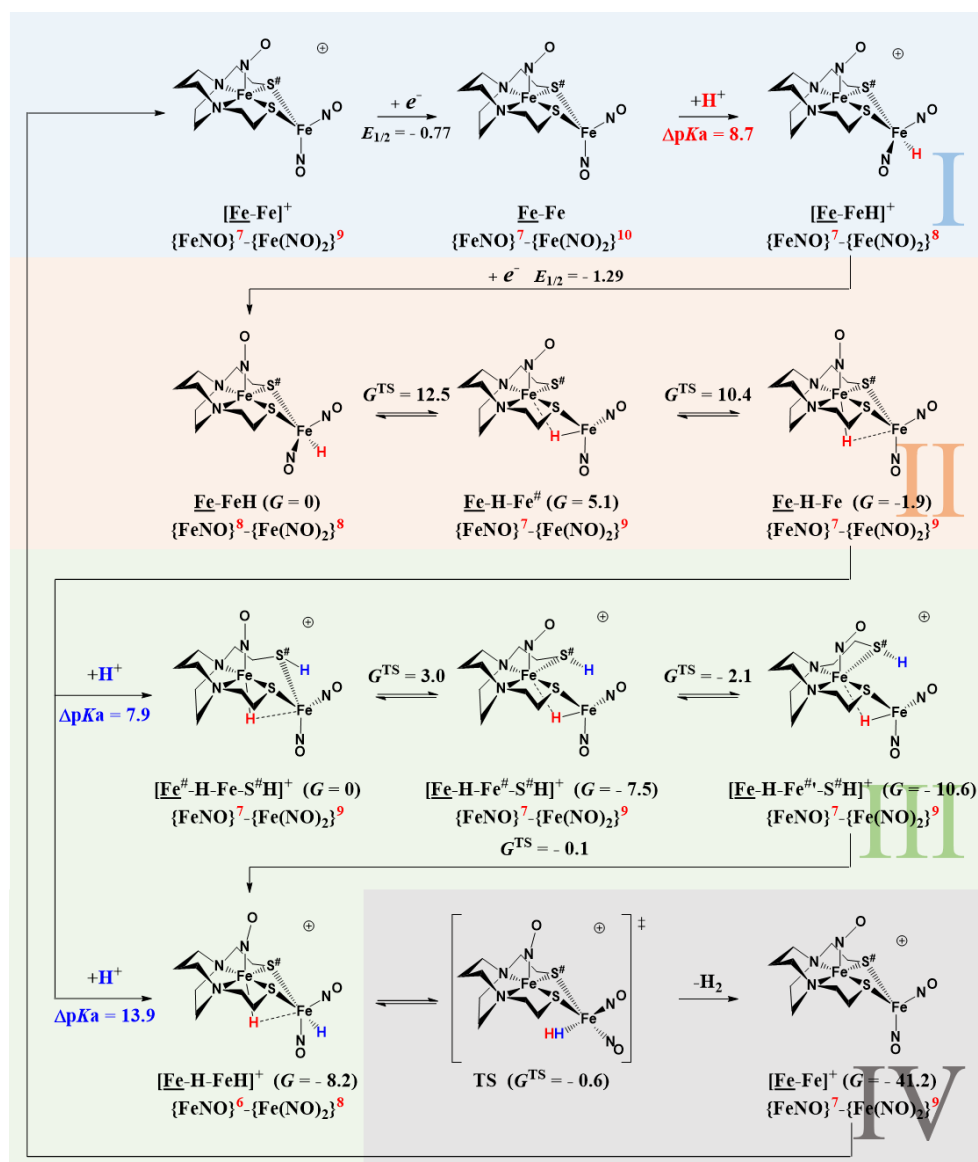 + e⁻
E1/2 = - 0.77
+H⁺
ΔpKa = 8.7
[Fe-Fe]⁺
Fe-Fe
[Fe-FeH]⁺
{FeNO}⁷-{Fe(NO)₂}⁹
{FeNO}⁷-{Fe(NO)₂}¹⁰
{FeNO}⁷-{Fe(NO)₂}⁸
I
+ e⁻ E1/2 = - 1.29
G^TS = 12.5
G^TS = 10.4
Fe-FeH (G = 0)
Fe-H-Fe# (G = 5.1)
Fe-H-Fe (G = -1.9)
{FeNO}⁸-{Fe(NO)₂}⁸
{FeNO}⁷-{Fe(NO)₂}⁹
{FeNO}⁷-{Fe(NO)₂}⁹
II
+H⁺
ΔpKa = 7.9
G^TS = 3.0
G^TS = - 2.1
[Fe#-H-Fe-S#H]⁺ (G = 0)
[Fe-H-Fe#-S#H]⁺ (G = - 7.5)
[Fe-H-Fe#'-S#H]⁺ (G = - 10.6)
{FeNO}⁷-{Fe(NO)₂}⁹
{FeNO}⁷-{Fe(NO)₂}⁹
{FeNO}⁷-{Fe(NO)₂}⁹
III
G^TS = - 0.1
+H⁺
ΔpKa = 13.9
‡
-H₂
[Fe-H-FeH]⁺ (G = - 8.2)
TS (G^TS = - 0.6)
[Fe-Fe]⁺ (G = - 41.2)
{FeNO}⁶-{Fe(NO)₂}⁸
{FeNO}⁷-{Fe(NO)₂}⁹
IV